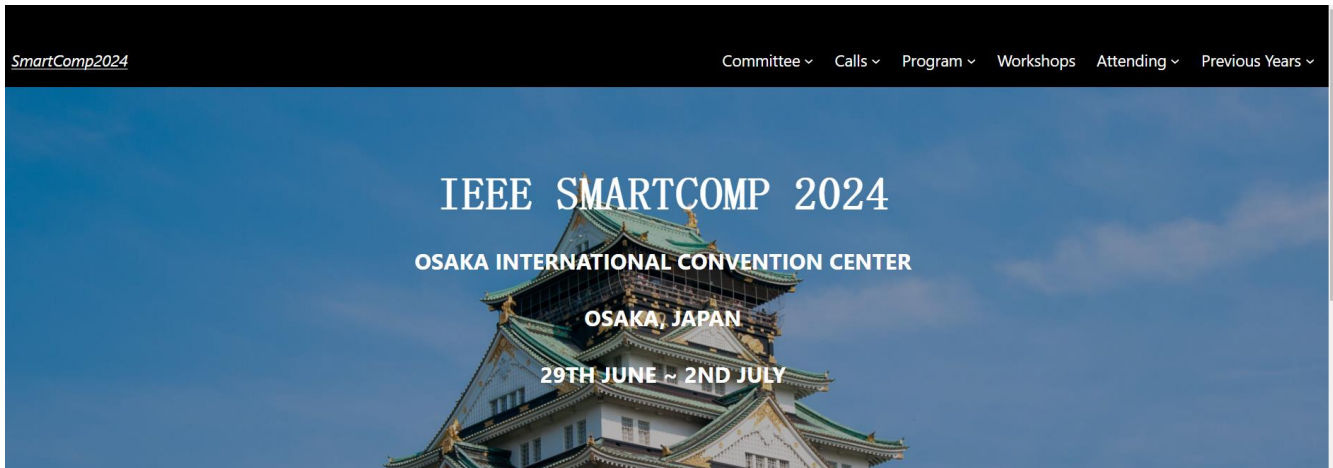 SmartComp2024
Committee Calls Program Workshops Attending Previous Years
IEEE SMARTCOMP 2024
OSAKA INTERNATIONAL CONVENTION CENTER
OSAKA, JAPAN
29TH JUNE ~ 2ND JULY